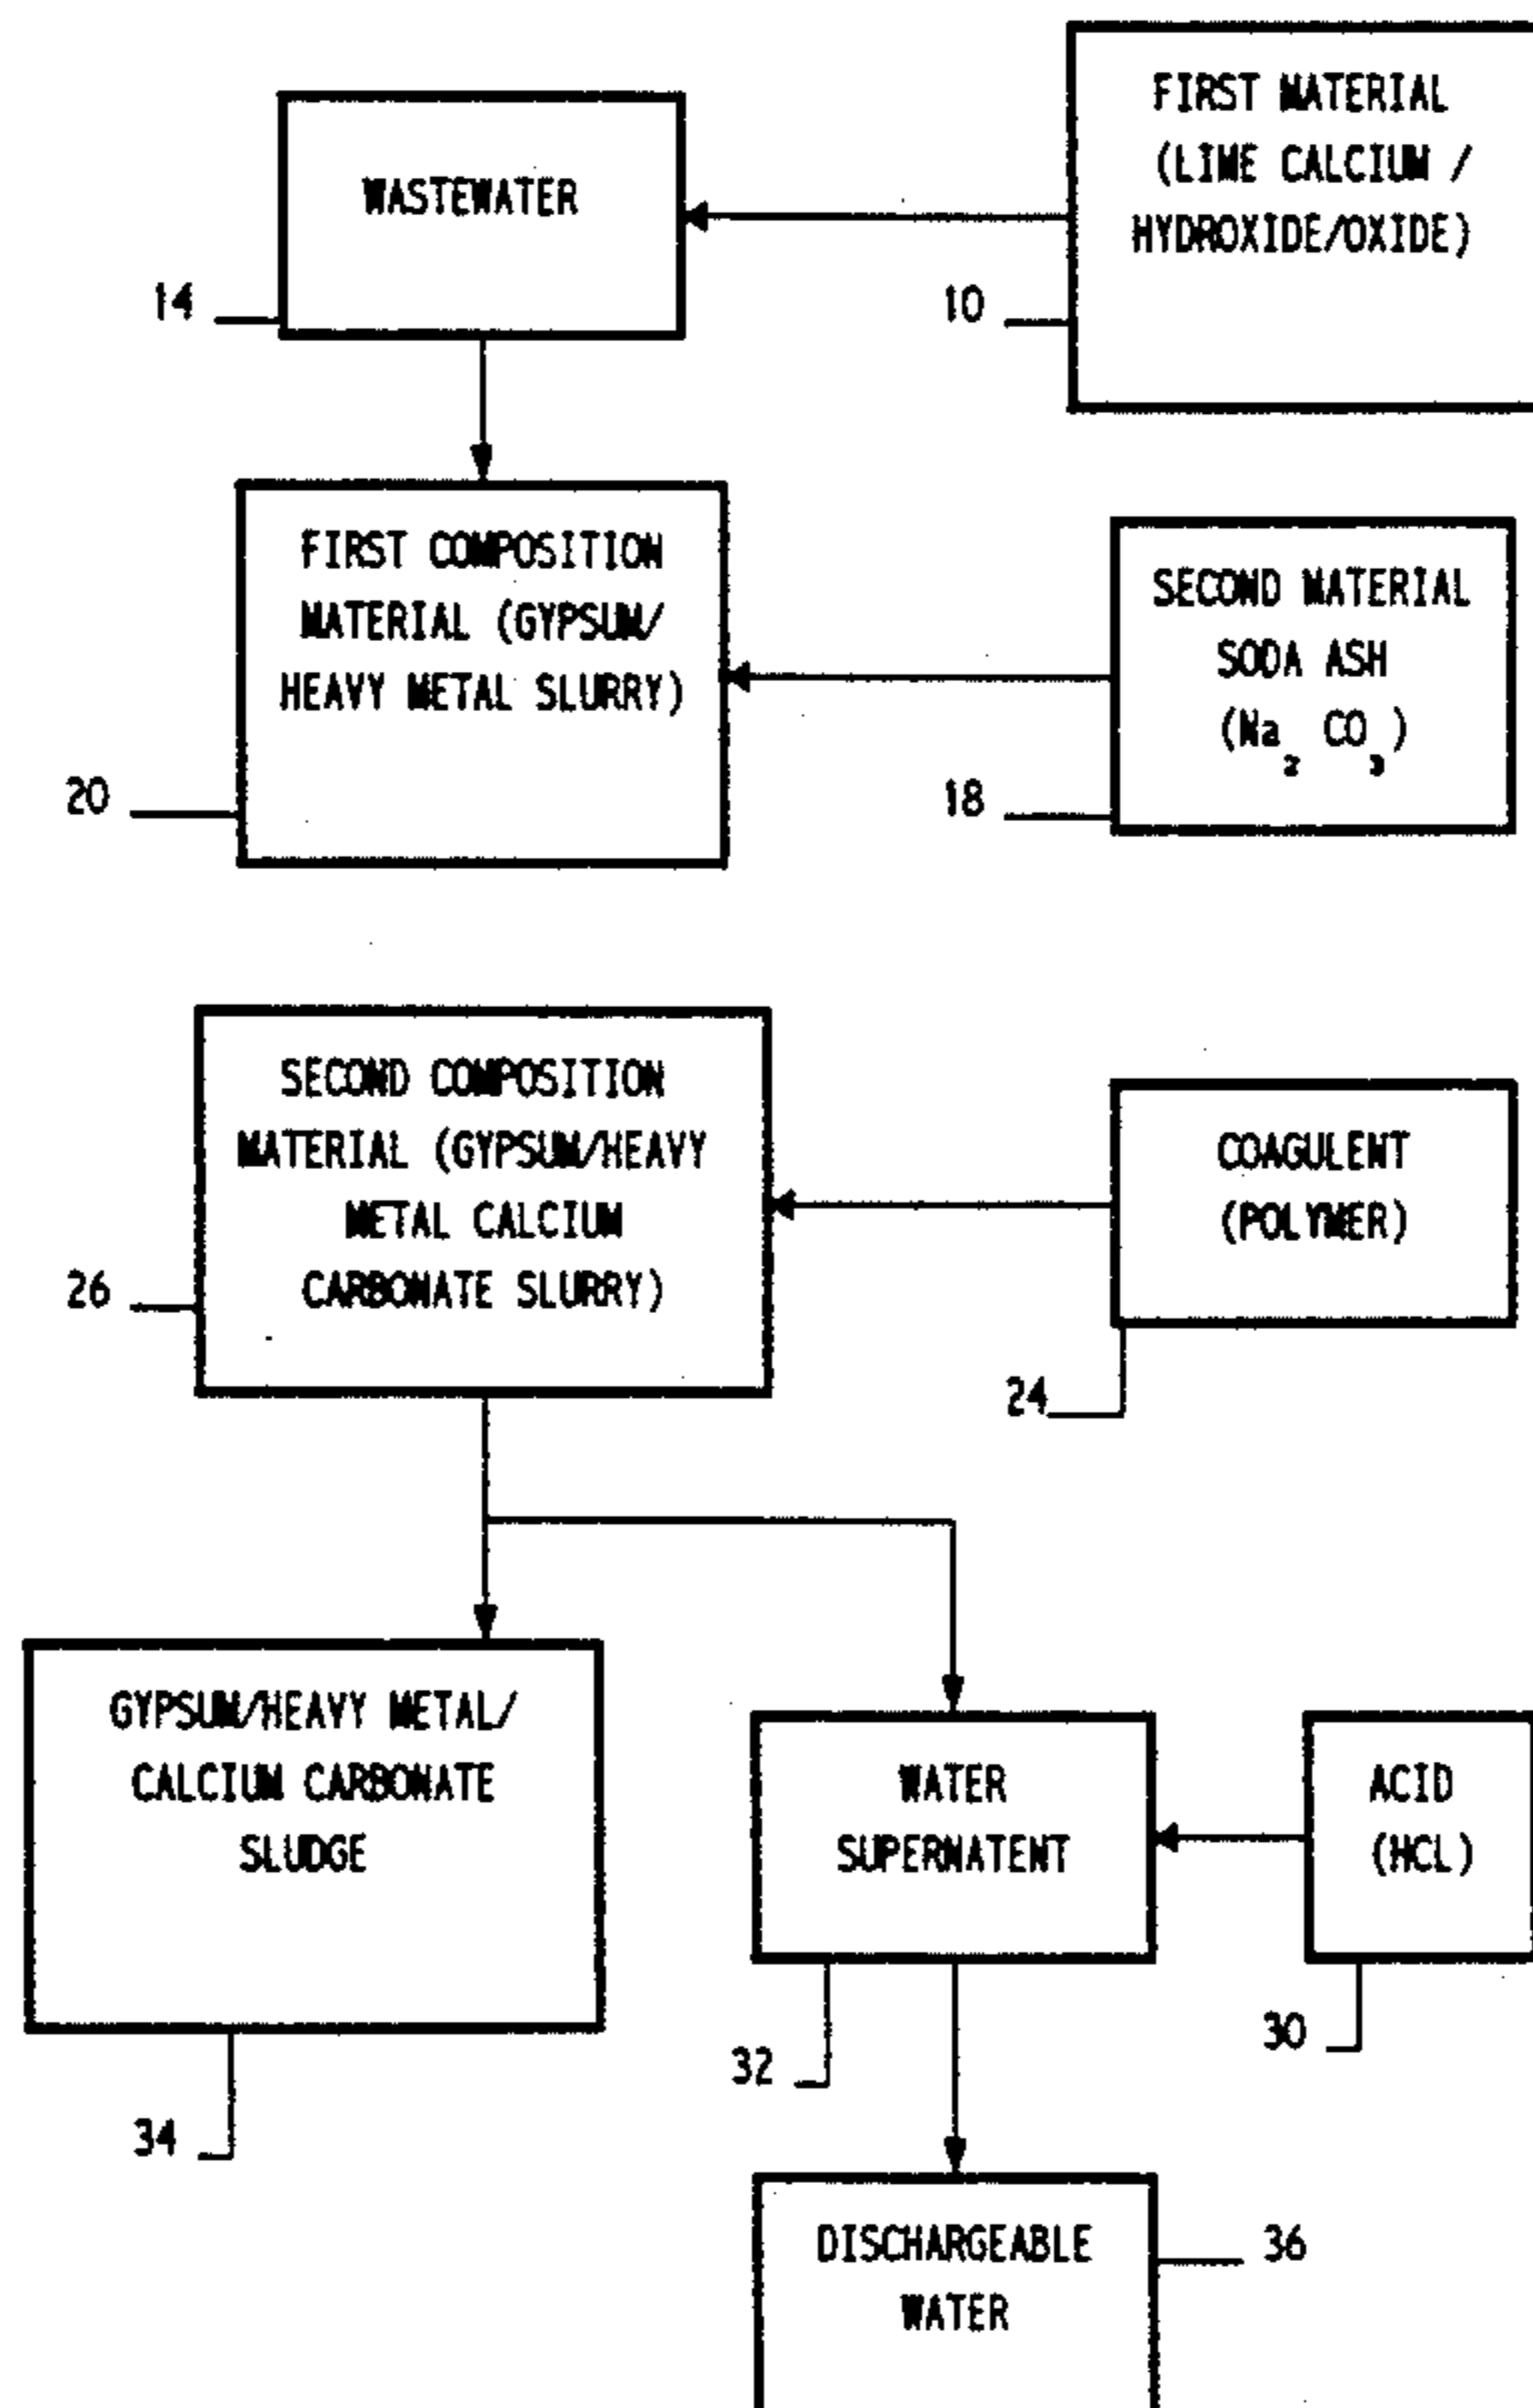 FIRST MATERIAL
(LIME CALCIUM /
HYDROXIDE/OXIDE)
10
WASTEWATER
14
FIRST COMPOSITION
MATERIAL (GYPSUM/
HEAVY METAL SLURRY)
20
SECOND MATERIAL
SODA ASH
(Na₂ CO₃)
18
SECOND COMPOSITION
MATERIAL (GYPSUM/HEAVY
METAL CALCIUM
CARBONATE SLURRY)
26
COAGULENT
(POLYMER)
24
GYPSUM/HEAVY METAL/
CALCIUM CARBONATE
SLUDGE
34
WATER
SUPERNATENT
32
ACID
(HCL)
30
DISCHARGEABLE
WATER
36